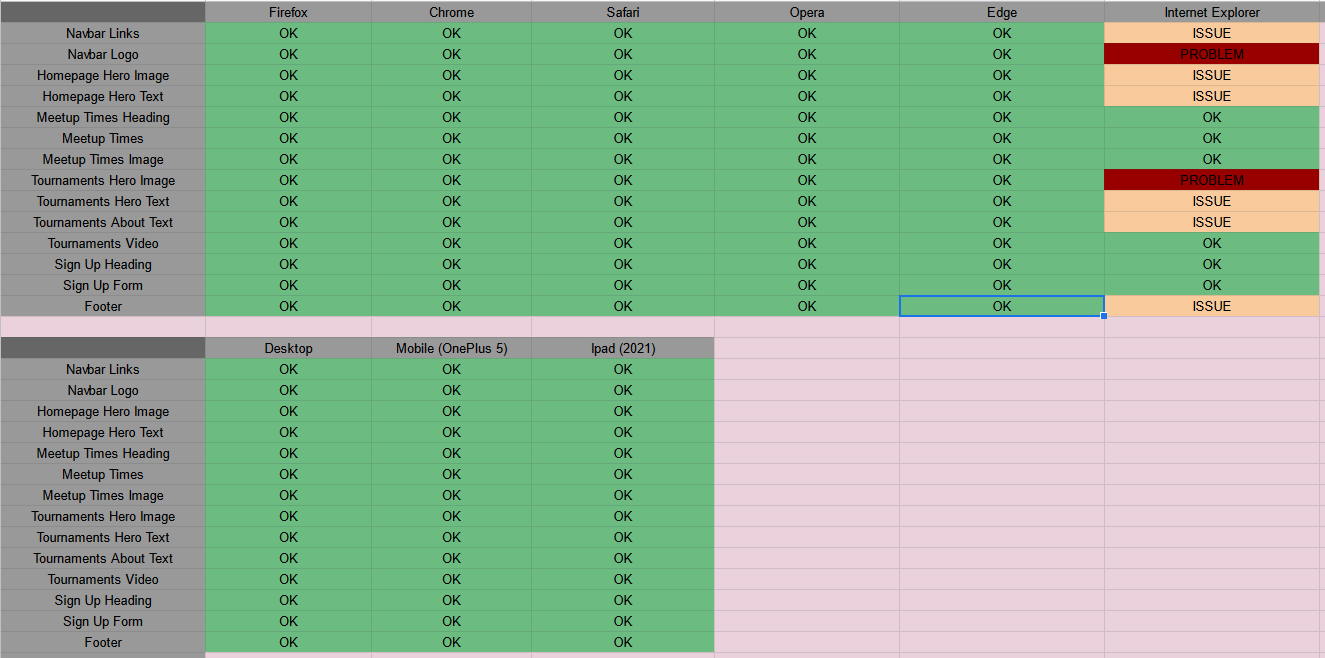 Firefox Chrome Safari Opera Edge Internet Explorer
Navbar Links OK OK OK OK OK ISSUE
Navbar Logo OK OK OK OK OK PROBLEM
Homepage Hero Image OK OK OK OK OK ISSUE
Homepage Hero Text OK OK OK OK OK ISSUE
Meetup Times Heading OK OK OK OK OK OK
Meetup Times OK OK OK OK OK OK
Meetup Times Image OK OK OK OK OK OK
Tournaments Hero Image OK OK OK OK OK PROBLEM
Tournaments Hero Text OK OK OK OK OK ISSUE
Tournaments About Text OK OK OK OK OK ISSUE
Tournaments Video OK OK OK OK OK OK
Sign Up Heading OK OK OK OK OK OK
Sign Up Form OK OK OK OK OK OK
Footer OK OK OK OK OK ISSUE
Desktop Mobile (OnePlus 5) Ipad (2021)
Navbar Links OK OK OK
Navbar Logo OK OK OK
Homepage Hero Image OK OK OK
Homepage Hero Text OK OK OK
Meetup Times Heading OK OK OK
Meetup Times OK OK OK
Meetup Times Image OK OK OK
Tournaments Hero Image OK OK OK
Tournaments Hero Text OK OK OK
Tournaments About Text OK OK OK
Tournaments Video OK OK OK
Sign Up Heading OK OK OK
Sign Up Form OK OK OK
Footer OK OK OK